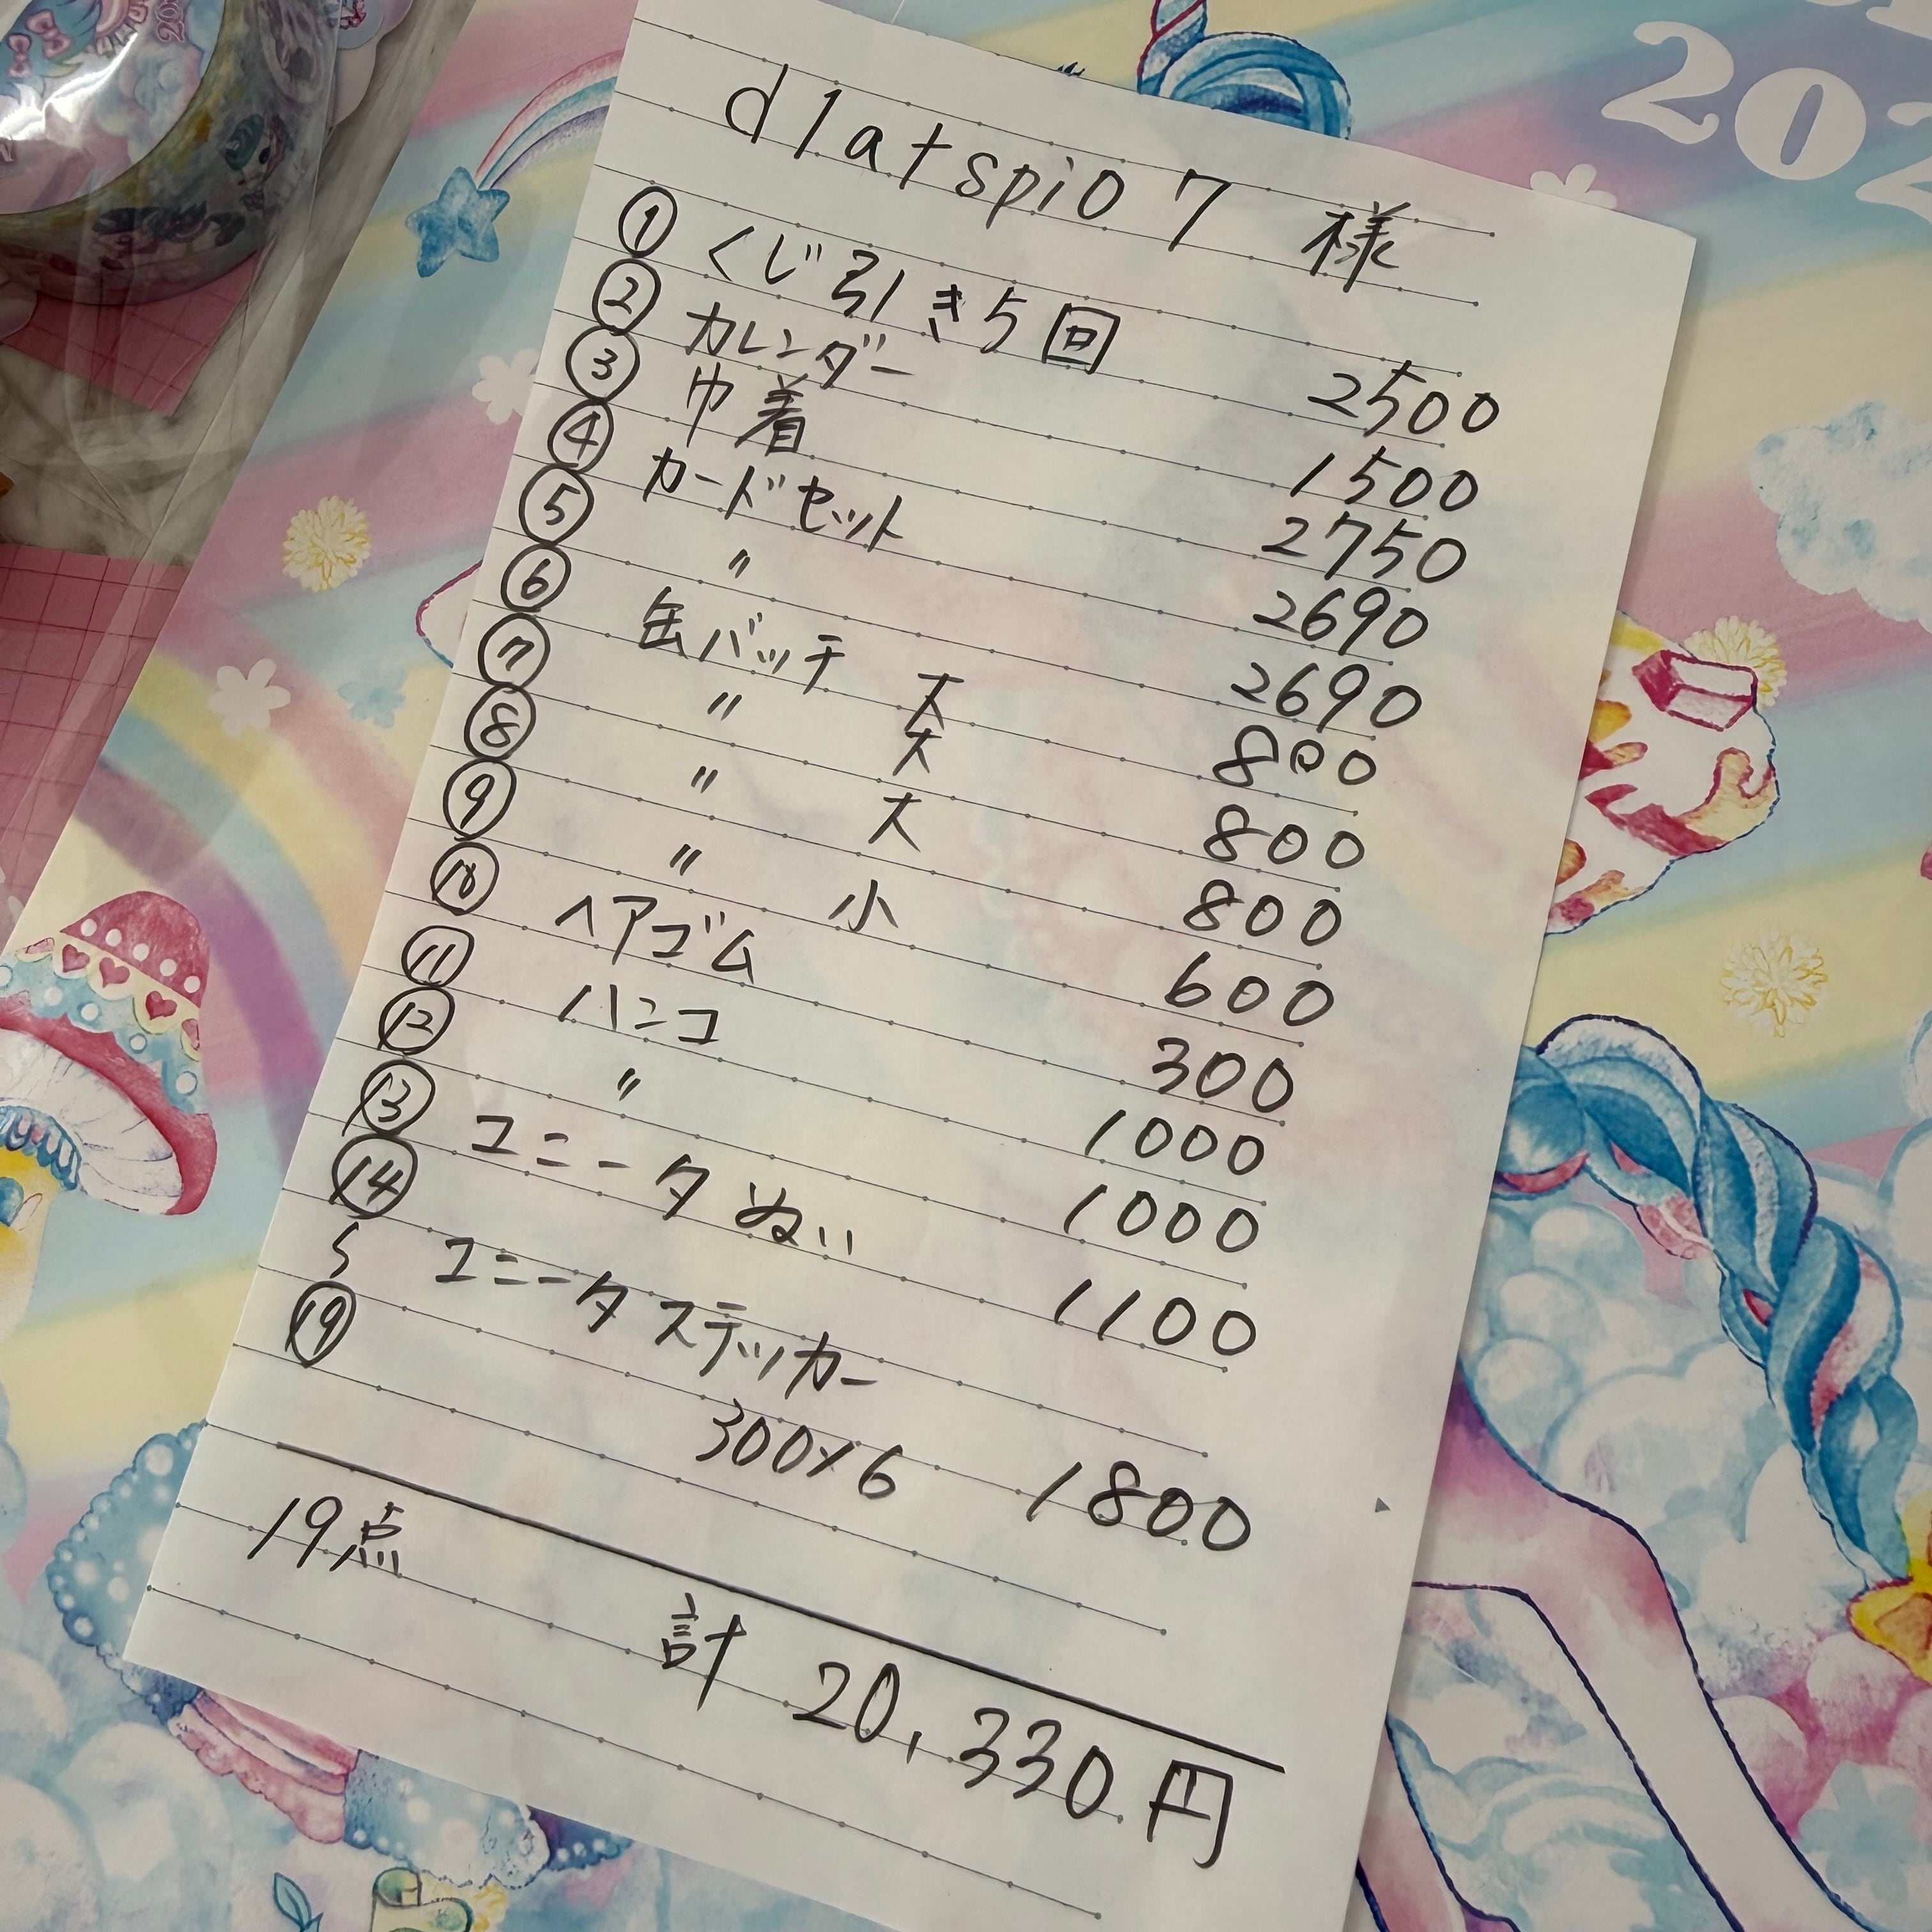 d1atspi07 様
① くじ引き5回 2500
② カレンダー 1500
③ 巾着 2750
④ カードセット 2690
⑤ 〃 2690
⑥ 缶バッチ 大 800
⑦ 〃 大 800
⑧ 〃 大 800
⑨ 〃 小 600
⑩ ヘアゴム 300
⑪ ハンコ 1000
⑫ 〃 1000
⑬ ユニータぬい 1100
⑭
〜 ユニータステッカー
⑲
300×6 1800
19点
計 20,330円
202